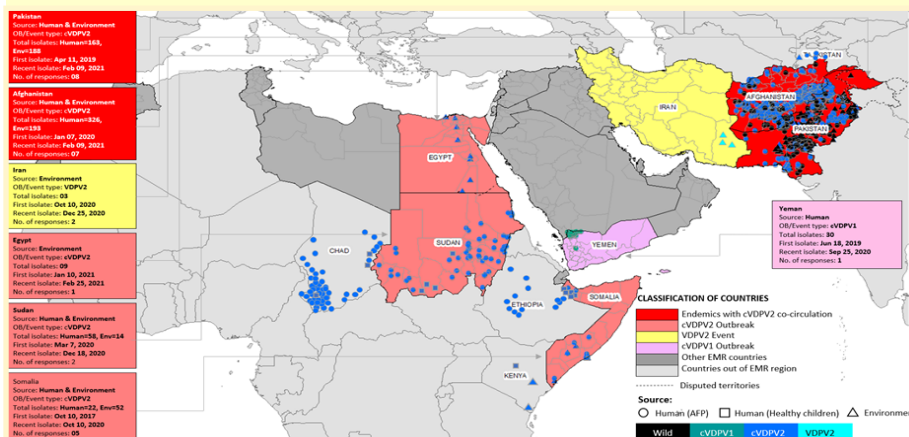 Pakistan
Source: Human & Environment
OB/Event type: cVDPV2
Total isolates: Human=163,
Env=188
First isolate: Apr 11, 2019
Recent isolate: Feb 09, 2021
No. of responses: 08
Afghanistan
Source: Human & Environment
OB/Event type: cVDPV2
Total isolates: Human=326,
Env=193
First isolate: Jan 07, 2020
Recent isolate: Feb 09, 2021
No. of responses: 07
Iran
Source: Environment
OB/Event type: VDPV2
Total isolates: 03
First isolate: Oct 10, 2020
Recent isolate: Dec 25, 2020
No. of responses: 2
Egypt
Source: Environment
OB/Event type: cVDPV2
Total isolates: 09
First isolate: Jan 10, 2021
Recent isolate: Feb 25, 2021
No. of responses: 1
Sudan
Source: Human & Environment
OB/Event type: cVDPV2
Total isolates: Human=58, Env=14
First isolate: Mar 7, 2020
Recent isolate: Dec 18, 2020
No. of responses: 2
Somalia
Source: Human & Environment
OB/Event type: cVDPV2
Total isolates: Human=22, Env=52
First isolate: Oct 10, 2017
Recent isolate: Oct 10, 2020
No. of responses: 05
AFGHANISTAN
IRAN
PAKISTAN
EGYPT
CHAD
SUDAN
YEMEN
ETHIOPIA
SOMALIA
KENYA
Yeman
Source: Human
OB/Event type: cVDPV1
Total isolates: 30
First isolate: Jun 18, 2019
Recent isolate: Sep 25, 2020
No. of responses: 1
CLASSIFICATION OF COUNTRIES
Endemics with cVDPV2 co-circulation
cVDPV2 Outbreak
VDPV2 Event
cVDPV1 Outbreak
Other EMR countries
Countries out of EMR region
Disputed territories
Source:
Human (AFP) Human (Healthy children) Environment
Wild cVDPV1 cVDPV2 VDPV2